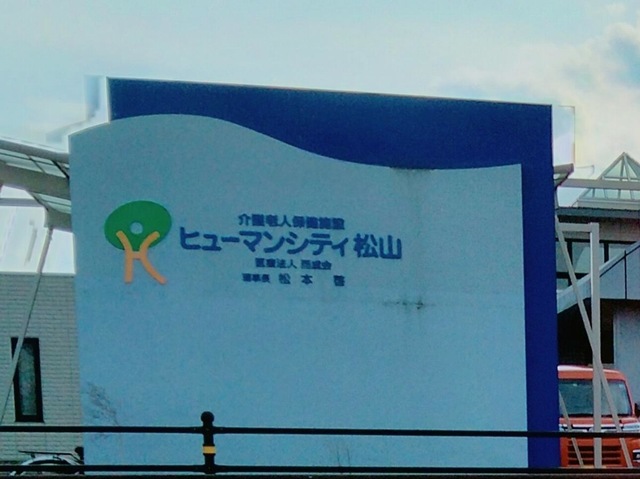 介護老人保健施設
ヒューマンシティ松山
医療法人
理事長 松本